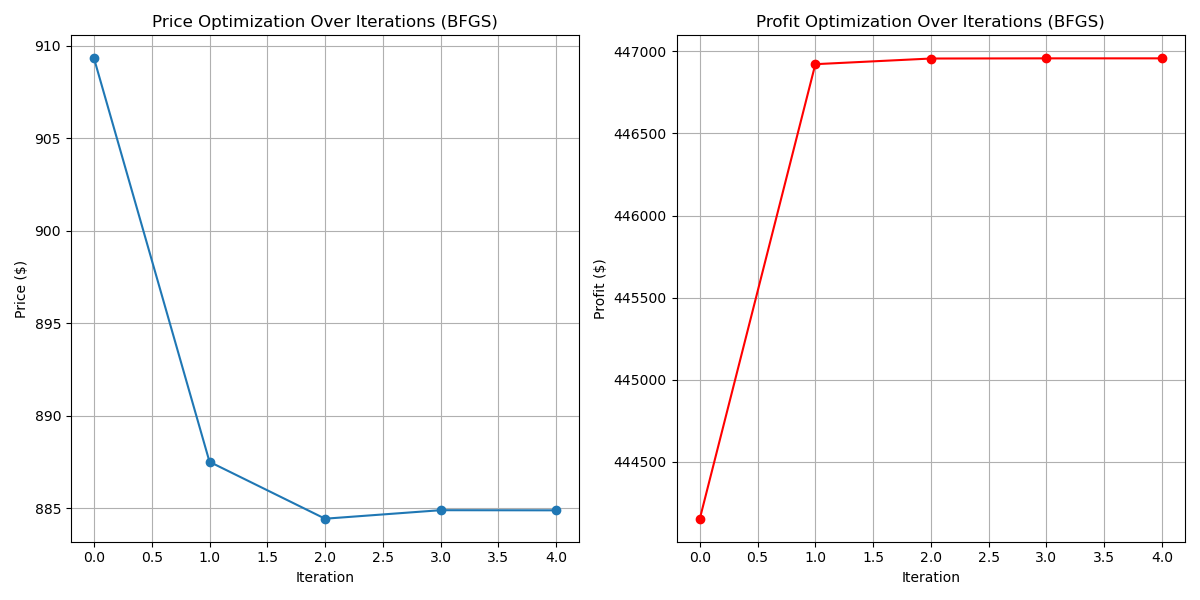 Price Optimization Over Iterations (BFGS)
910
905
900
895
890
885
Price ($)
0.0 0.5 1.0 1.5 2.0 2.5 3.0 3.5 4.0
Iteration
Profit Optimization Over Iterations (BFGS)
447000
446500
446000
445500
445000
444500
Profit ($)
0.0 0.5 1.0 1.5 2.0 2.5 3.0 3.5 4.0
Iteration